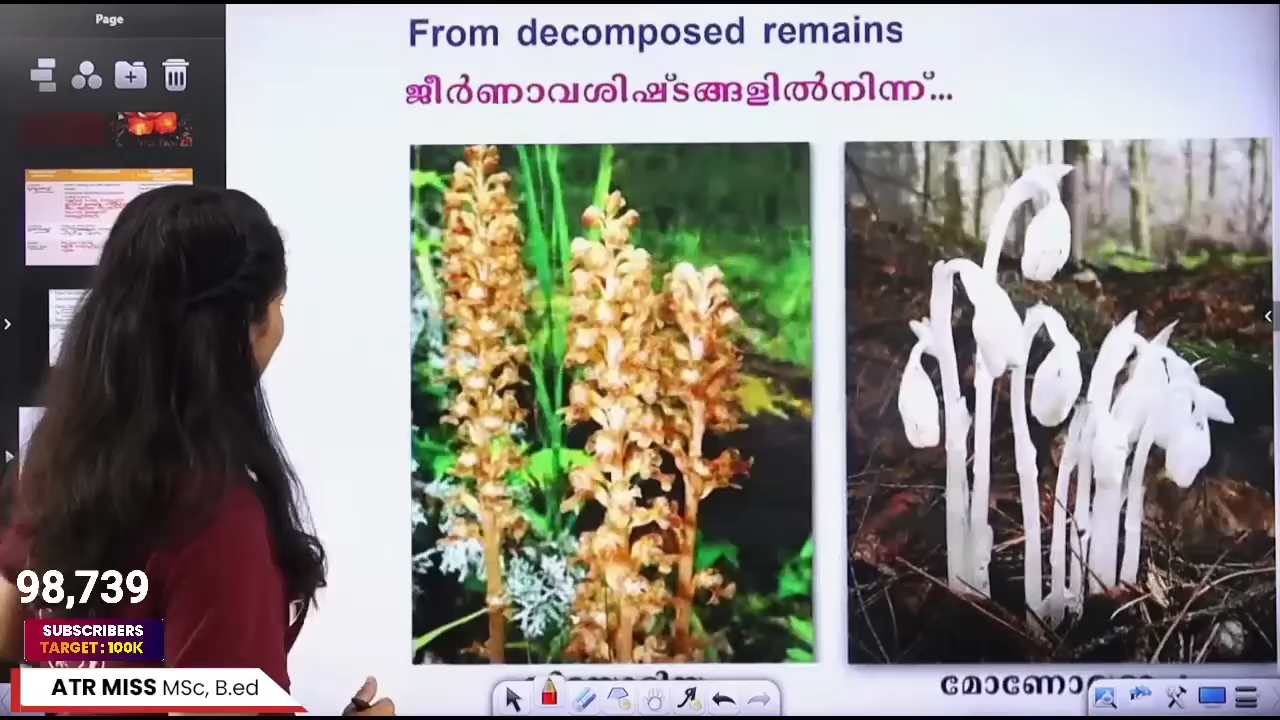 Page
From decomposed remains
ജീർണാവശിഷ്ടങ്ങളിൽനിന്ന്...
98,739
SUBSCRIBERS
TARGET : 100K
ATR MISS MSc, B.ed